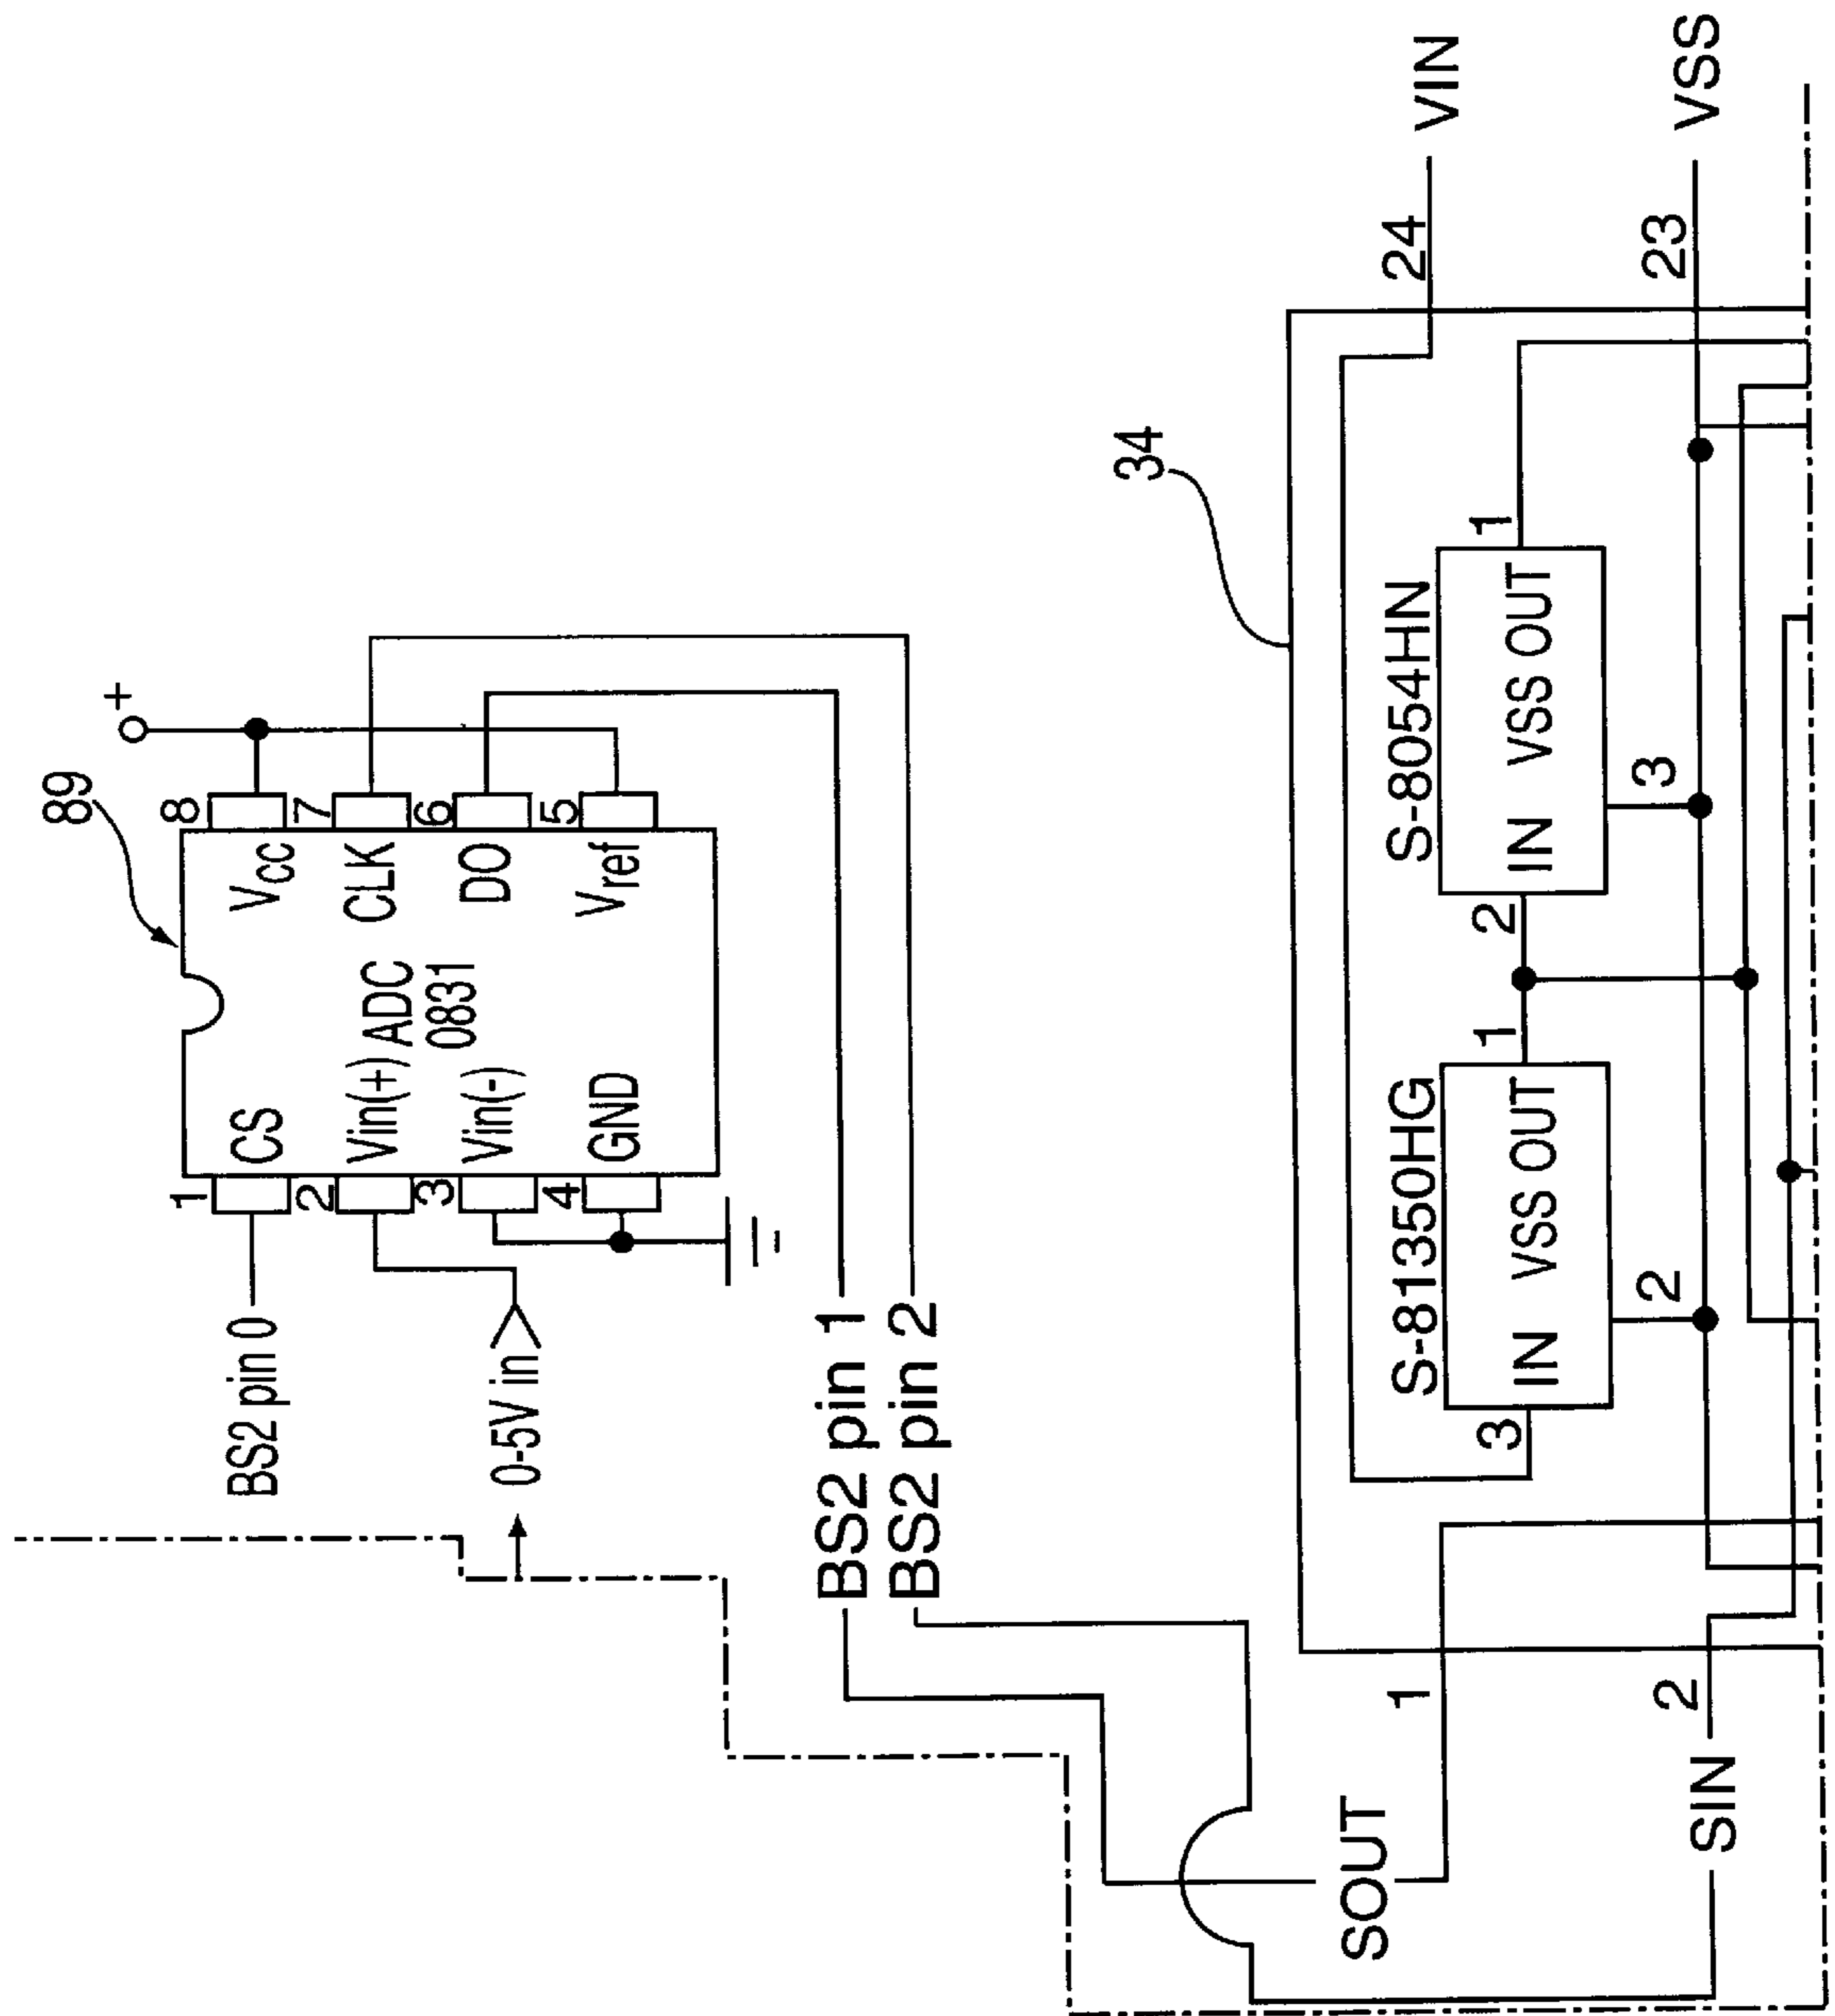 89
+
1
8
CS
Vcc
BS2 pin 0
2
7
Vin(+)
ADC
CLK
0831
3
6
Vin(-)
DO
0-5V in
4
5
GND
Vref
BS2 pin 1
BS2 pin 2
34
24
VIN
S-81350HG
S-8054HN
3
IN VSS OUT
1
2
IN VSS OUT
1
2
3
23
VSS
SOUT
1
SIN
2